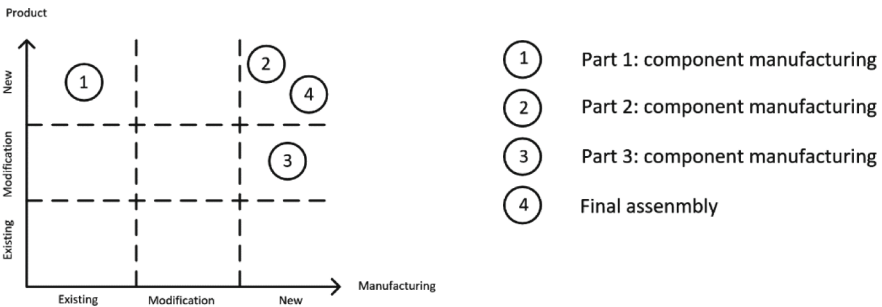 Product
New
Modification
Existing
1
2
4
3
Existing
Modification
New
Manufacturing
1 Part 1: component manufacturing
2 Part 2: component manufacturing
3 Part 3: component manufacturing
4 Final assenmbly